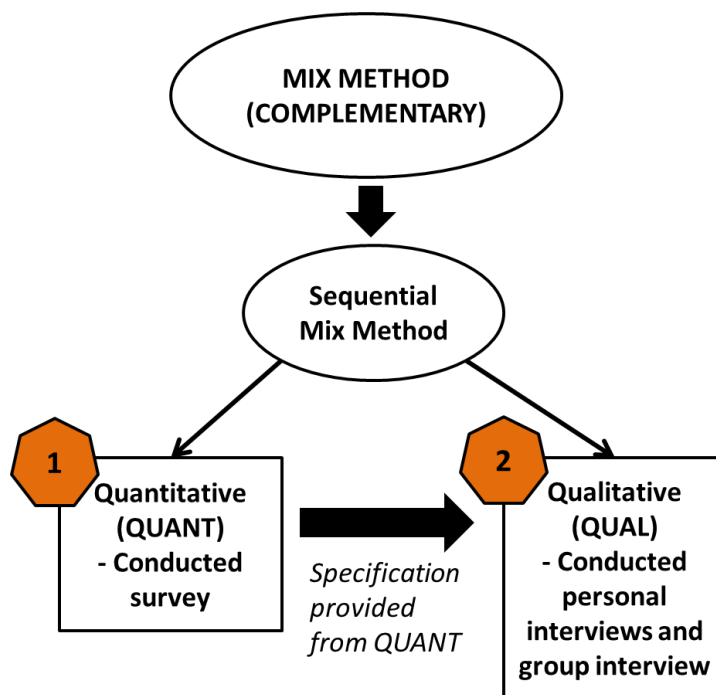 MIX METHOD
(COMPLEMENTARY)
Sequential
Mix Method
1
Quantitative
(QUANT)
- Conducted
survey
Specification
provided
from QUANT
2
Qualitative
(QUAL)
- Conducted
personal
interviews and
group interview